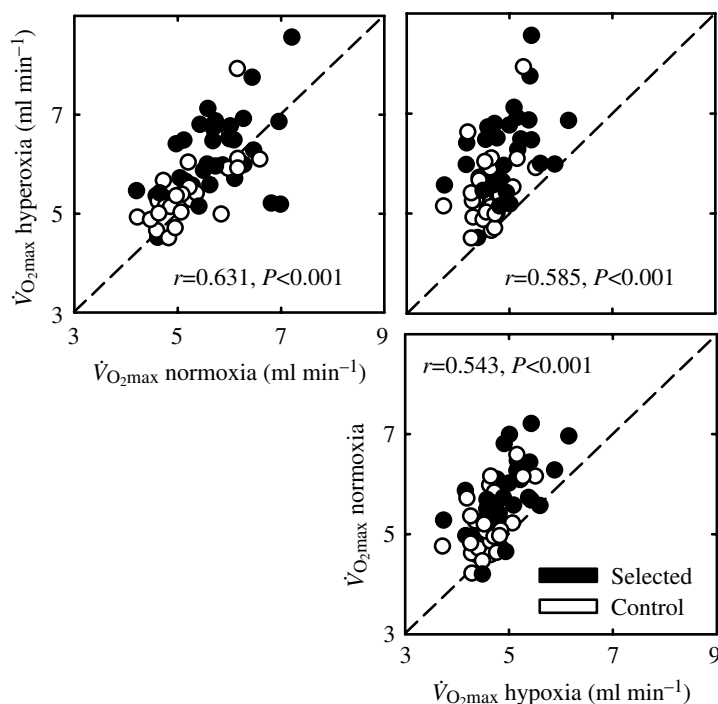 9
7
5
3
V̇O2max hyperoxia (ml min−1)
r=0.631, P<0.001
3 5 7 9
V̇O2max normoxia (ml min−1)
r=0.585, P<0.001
9
7
5
3
V̇O2max normoxia
r=0.543, P<0.001
Selected
Control
3 5 7 9
V̇O2max hypoxia (ml min−1)